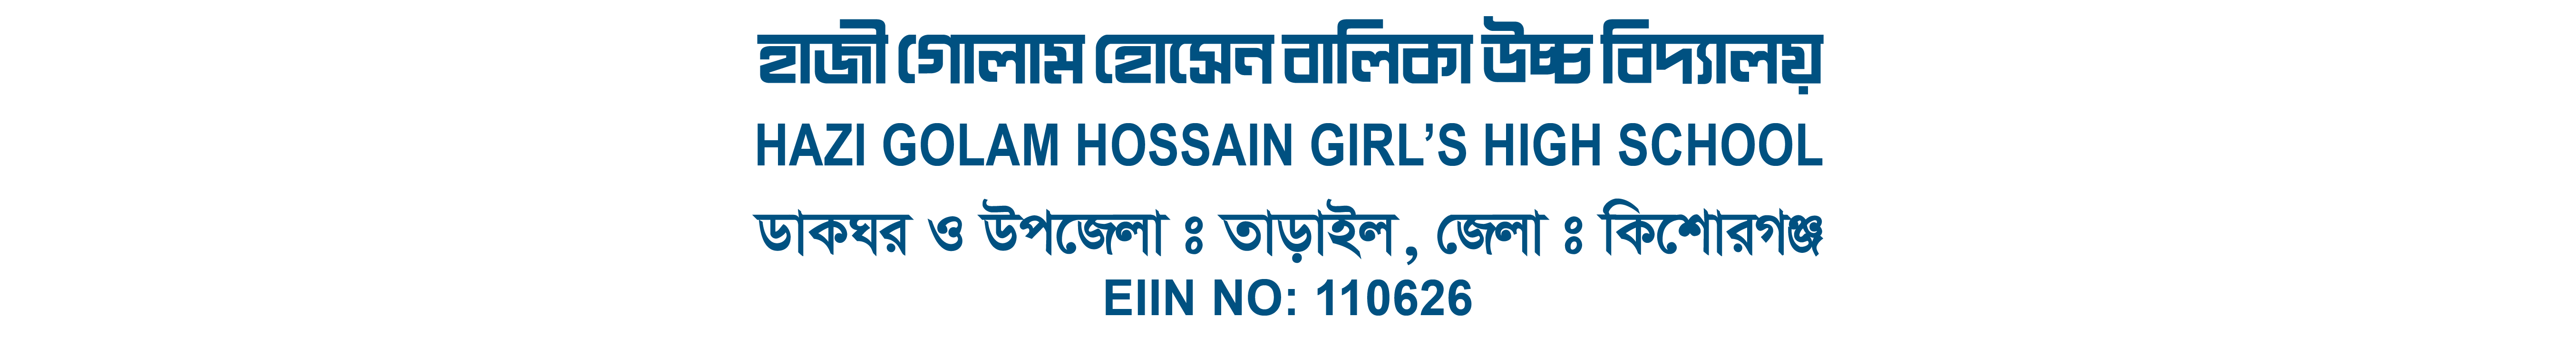 হাজী গোলাম হোসেন বালিকা উচ্চ বিদ্যালয়
HAZI GOLAM HOSSAIN GIRL’S HIGH SCHOOL
ডাকঘর ও উপজেলা ঃ তাড়াইল, জেলা ঃ কিশোরগঞ্জ
EIIN NO: 110626